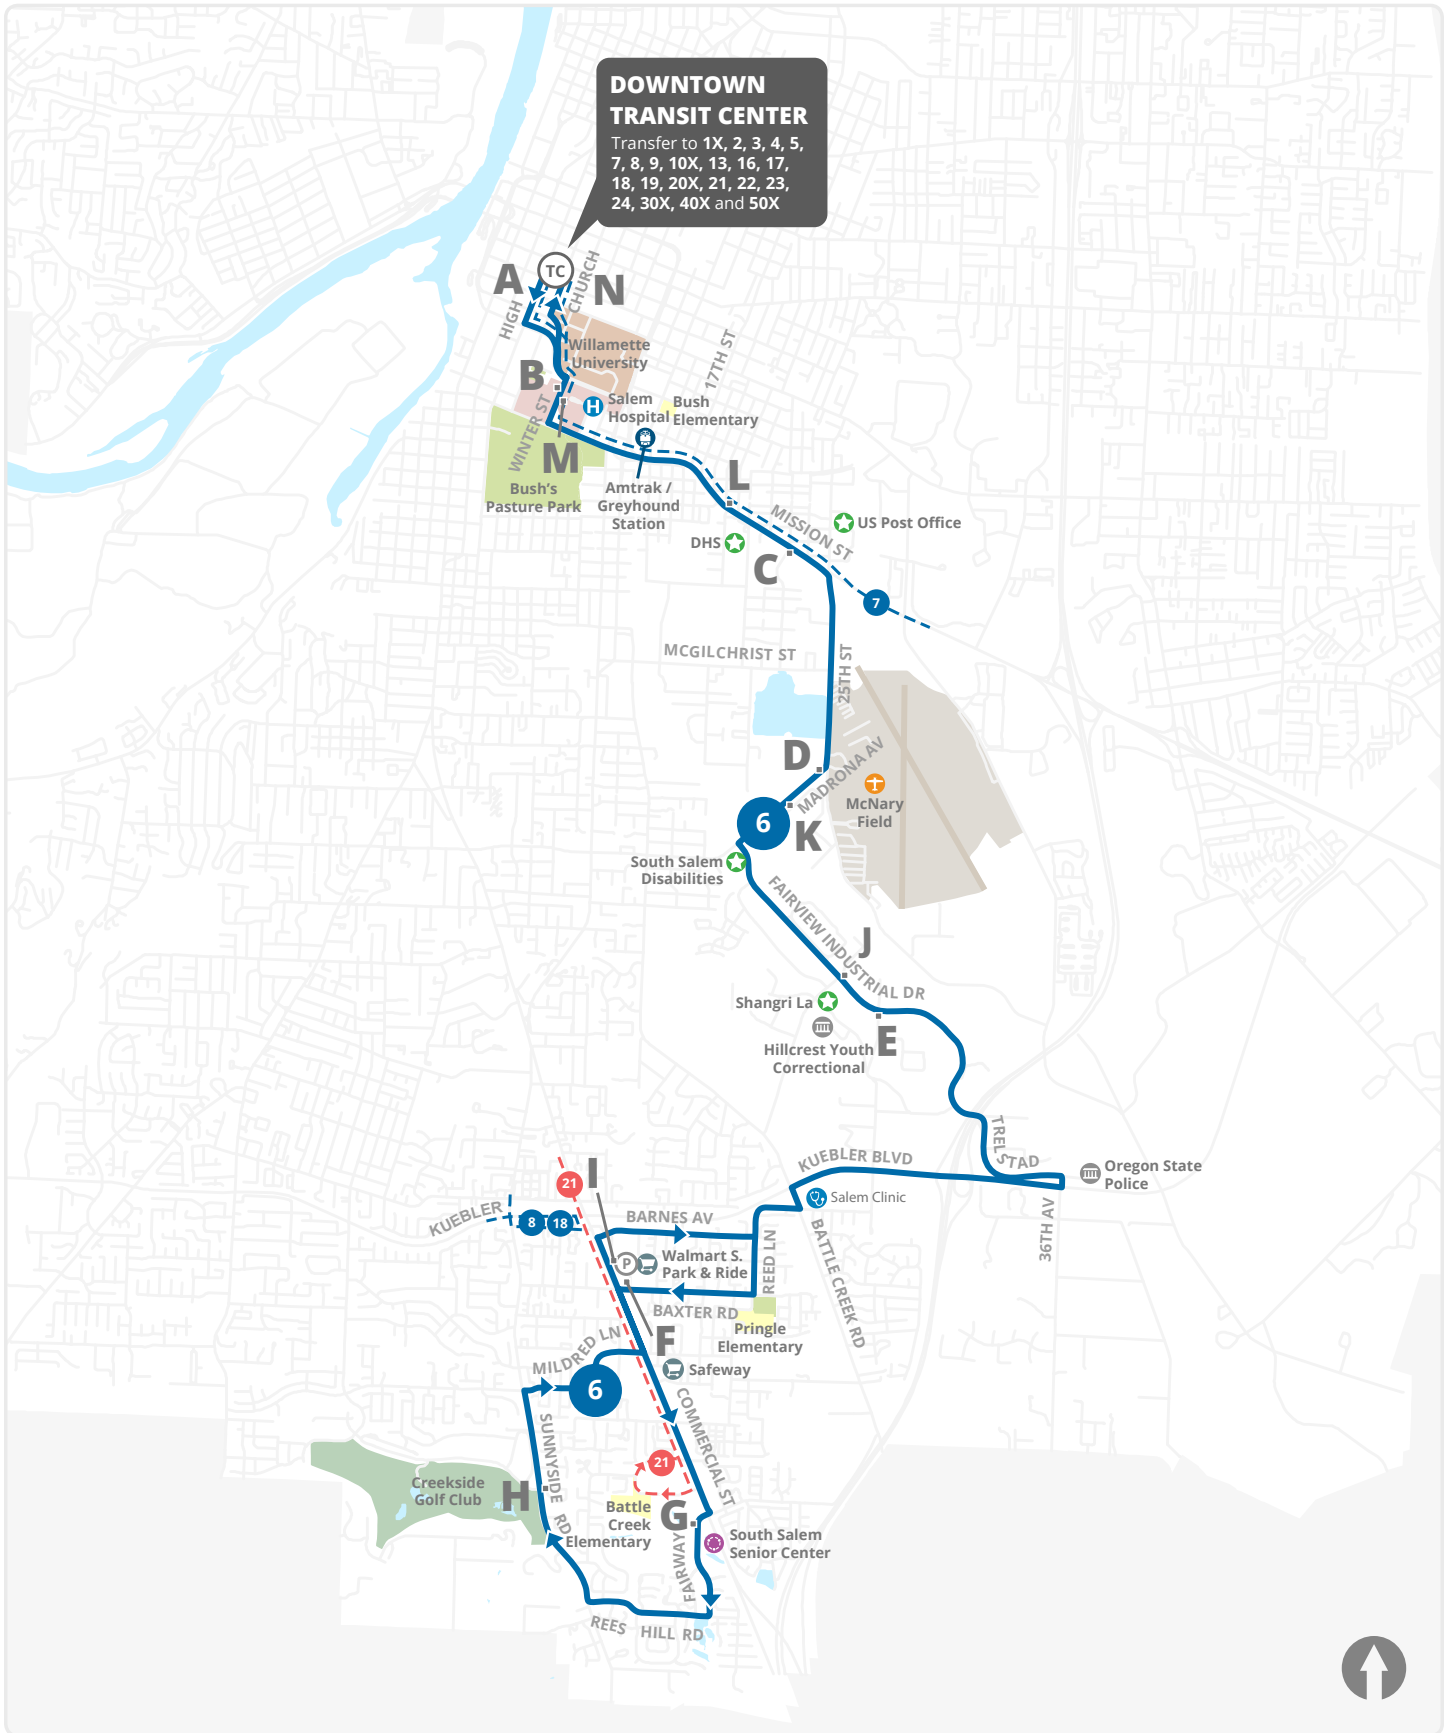 DOWNTOWN
TRANSIT CENTER
Transfer to 1X, 2, 3, 4, 5,
7, 8, 9, 10X, 13, 16, 17,
18, 19, 20X, 21, 22, 23,
24, 30X, 40X and 50X
A
TC
N
CHURCH
HIGH
Willamette
University
17TH ST
B
H
Salem
Hospital
Bush
Elementary
WINTER ST
M
L
Bush's
Pasture Park
Amtrak /
Greyhound
Station
MISSION ST
US Post Office
DHS
C
7
MCGILCHRIST ST
25TH ST
D
MADRONA AV
McNary
Field
6
K
South Salem
Disabilities
FAIRVIEW INDUSTRIAL DR
J
Shangri La
E
Hillcrest Youth
Correctional
TRELSTAD
KUEBLER BLVD
Oregon State
Police
21
I
Salem Clinic
KUEBLER
8
18
BARNES AV
36TH AV
P
Walmart S.
Park & Ride
REED LN
BATTLE CREEK RD
BAXTER RD
Pringle
Elementary
F
MILDRED LN
Safeway
6
COMMERCIAL ST
SUNNYSIDE RD
21
Creekside
Golf Club
H
Battle
Creek
Elementary
G
South Salem
Senior Center
FAIRWAY
REES HILL RD